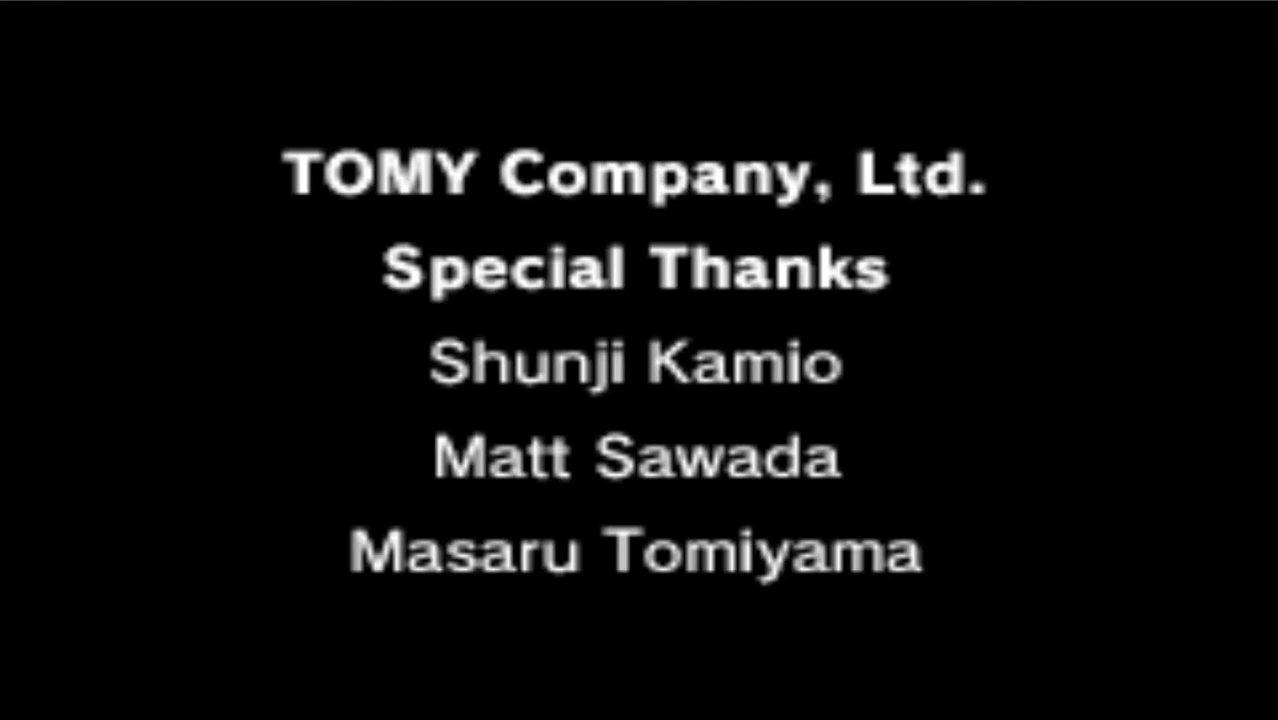 TOMY Company, Ltd.
Special Thanks
Shunji Kamio
Matt Sawada
Masaru Tomiyama